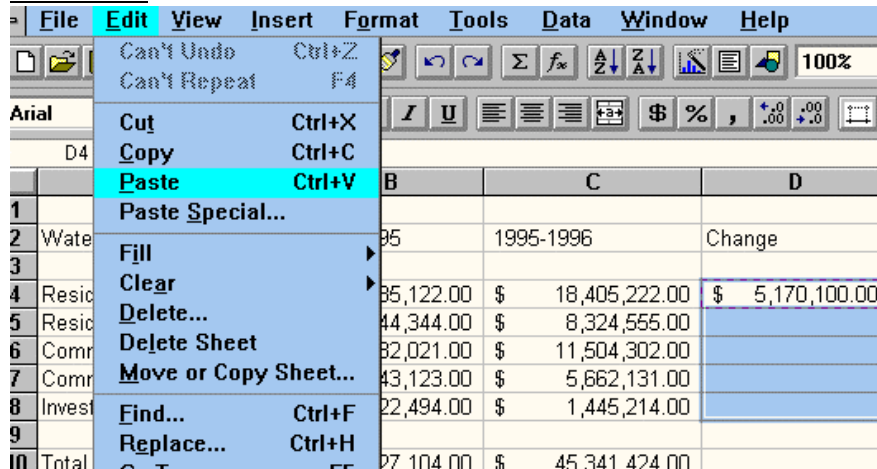 File Edit View Insert Format Tools Data Window Help
Can't Undo Ctrl+Z
Can't Repeat F4
100%
Arial
Cut Ctrl+X
Copy Ctrl+C
Paste Ctrl+V
Paste Special...
Fill
Clear
Delete...
Delete Sheet
Move or Copy Sheet...
Find... Ctrl+F
Replace... Ctrl+H
D4
B C D
1
2 Wate 95 1995-1996 Change
3
4 Resid 85,122.00 $ 18,405,222.00 $ 5,170,100.00
5 Resid 44,344.00 $ 8,324,555.00
6 Comr 82,021.00 $ 11,504,302.00
7 Comr 43,123.00 $ 5,662,131.00
8 Invest 22,494.00 $ 1,445,214.00
9
10 Total 27,104.00 $ 45,341,424.00